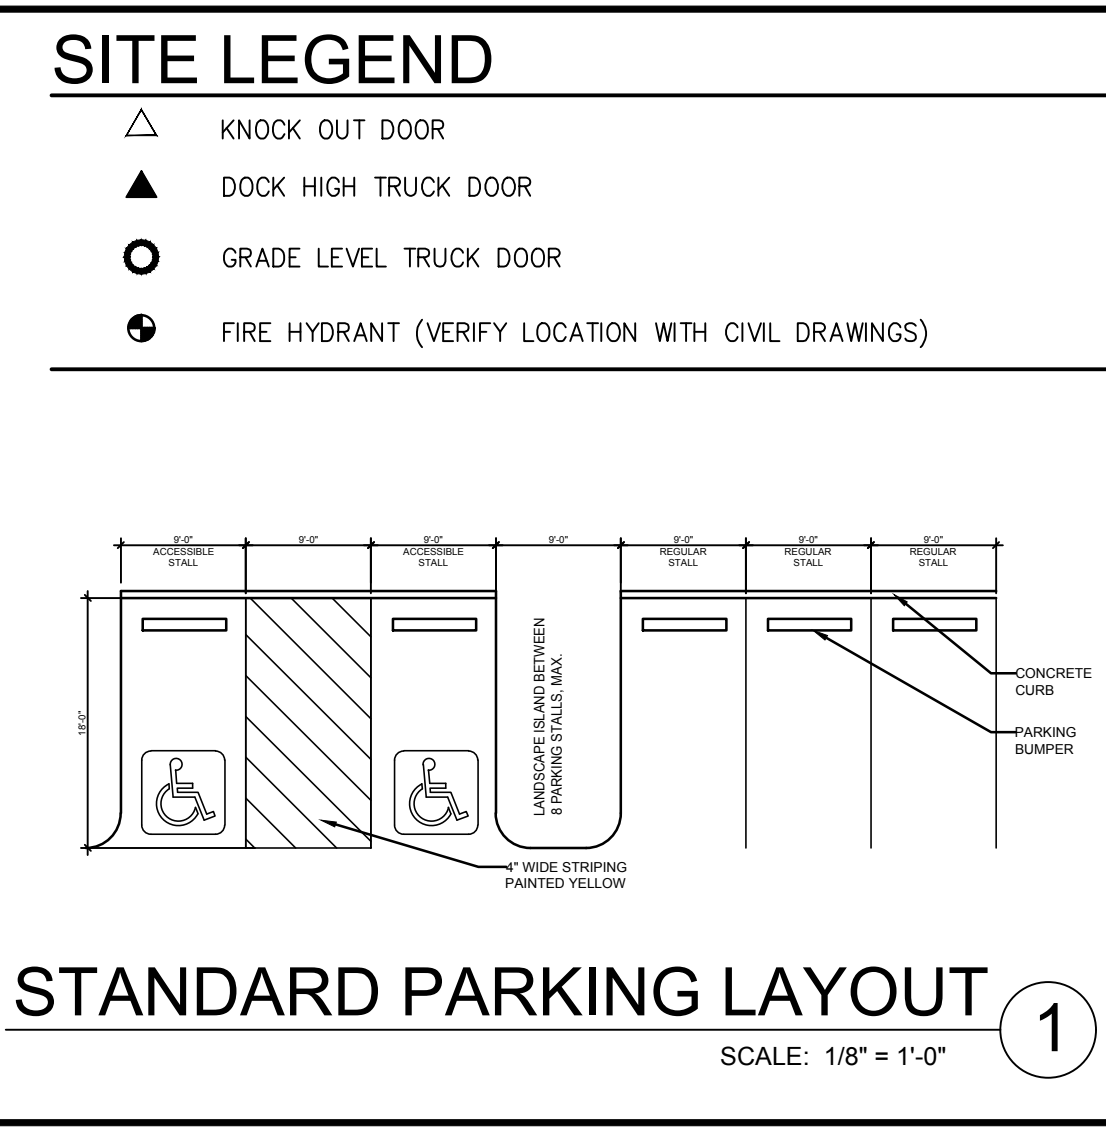 SITE LEGEND
KNOCK OUT DOOR
DOCK HIGH TRUCK DOOR
GRADE LEVEL TRUCK DOOR
FIRE HYDRANT (VERIFY LOCATION WITH CIVIL DRAWINGS)
9'-0"
ACCESSIBLE
STALL
9'-0"
9'-0"
ACCESSIBLE
STALL
9'-0"
9'-0"
REGULAR
STALL
9'-0"
REGULAR
STALL
9'-0"
REGULAR
STALL
18'-0"
LANDSCAPE ISLAND BETWEEN
8 PARKING STALLS, MAX.
CONCRETE
CURB
PARKING
BUMPER
4" WIDE STRIPING
PAINTED YELLOW
STANDARD PARKING LAYOUT
1
SCALE: 1/8" = 1'-0"